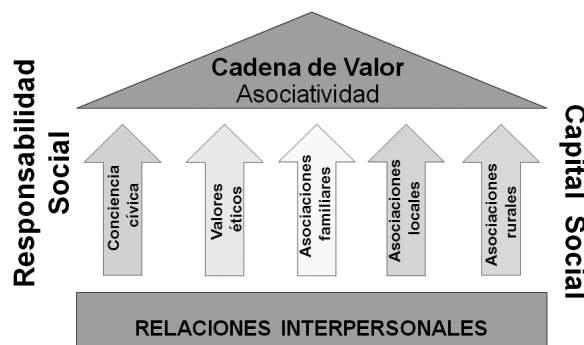 Cadena de Valor
Asociatividad
Responsabilidad
Social
Conciencia
cívica
Valores
éticos
Asociaciones
familiares
Asociaciones
locales
Asociaciones
rurales
Capital Social
RELACIONES INTERPERSONALES